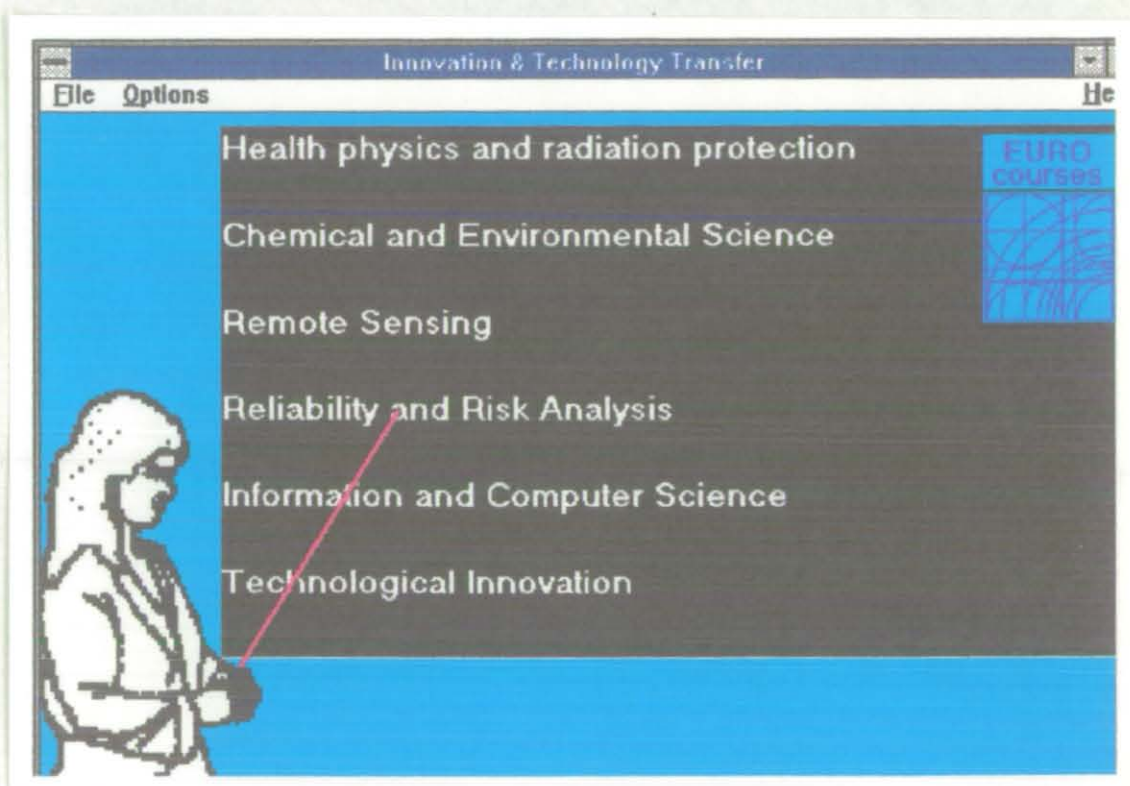 Innovation & Technology Transfer
File Options He
Health physics and radiation protection
EURO
courses
Chemical and Environmental Science
Remote Sensing
Reliability and Risk Analysis
Information and Computer Science
Technological Innovation